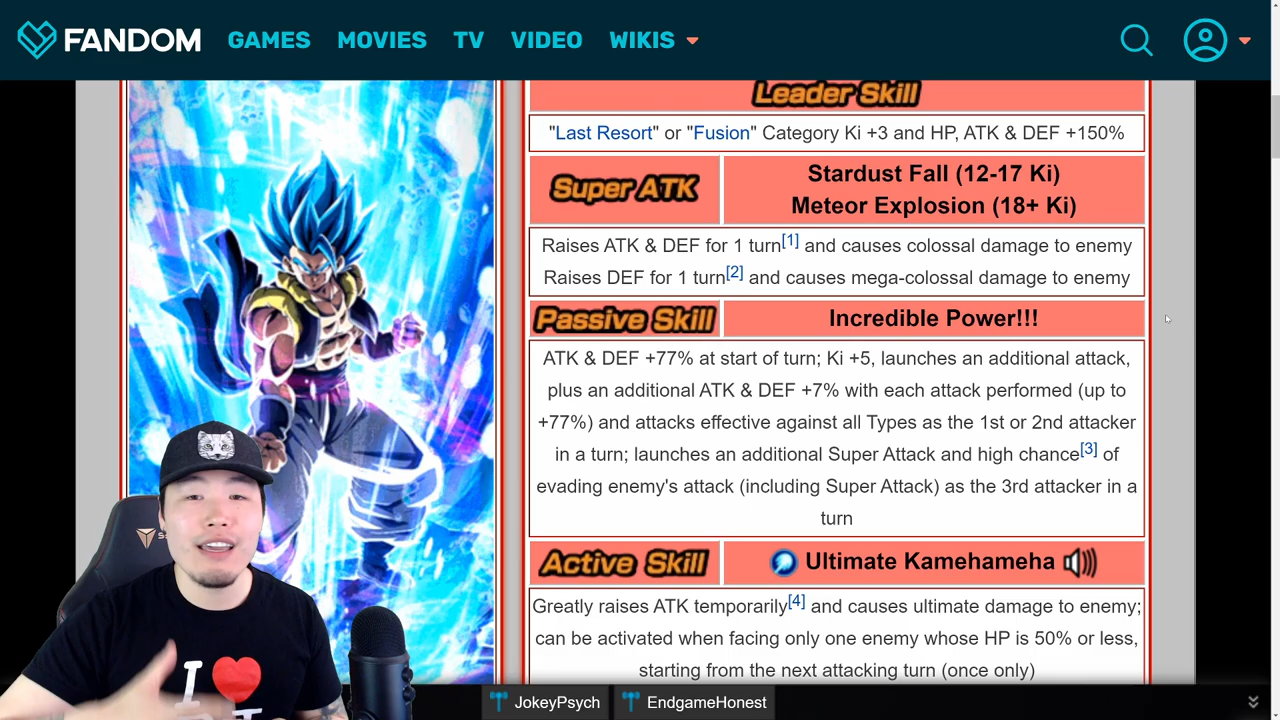 FANDOM GAMES MOVIES TV VIDEO WIKIS
Leader Skill
"Last Resort" or "Fusion" Category Ki +3 and HP, ATK & DEF +150%
Super ATK
Stardust Fall (12-17 Ki)
Meteor Explosion (18+ Ki)
Raises ATK & DEF for 1 turn[1] and causes colossal damage to enemy
Raises DEF for 1 turn[2] and causes mega-colossal damage to enemy
Passive Skill
Incredible Power!!!
ATK & DEF +77% at start of turn; Ki +5, launches an additional attack,
plus an additional ATK & DEF +7% with each attack performed (up to
+77%) and attacks effective against all Types as the 1st or 2nd attacker
in a turn; launches an additional Super Attack and high chance[3] of
evading enemy's attack (including Super Attack) as the 3rd attacker in a
turn
Active Skill
Ultimate Kamehameha
Greatly raises ATK temporarily[4] and causes ultimate damage to enemy;
can be activated when facing only one enemy whose HP is 50% or less,
starting from the next attacking turn (once only)
I
JokeyPsych
EndgameHonest